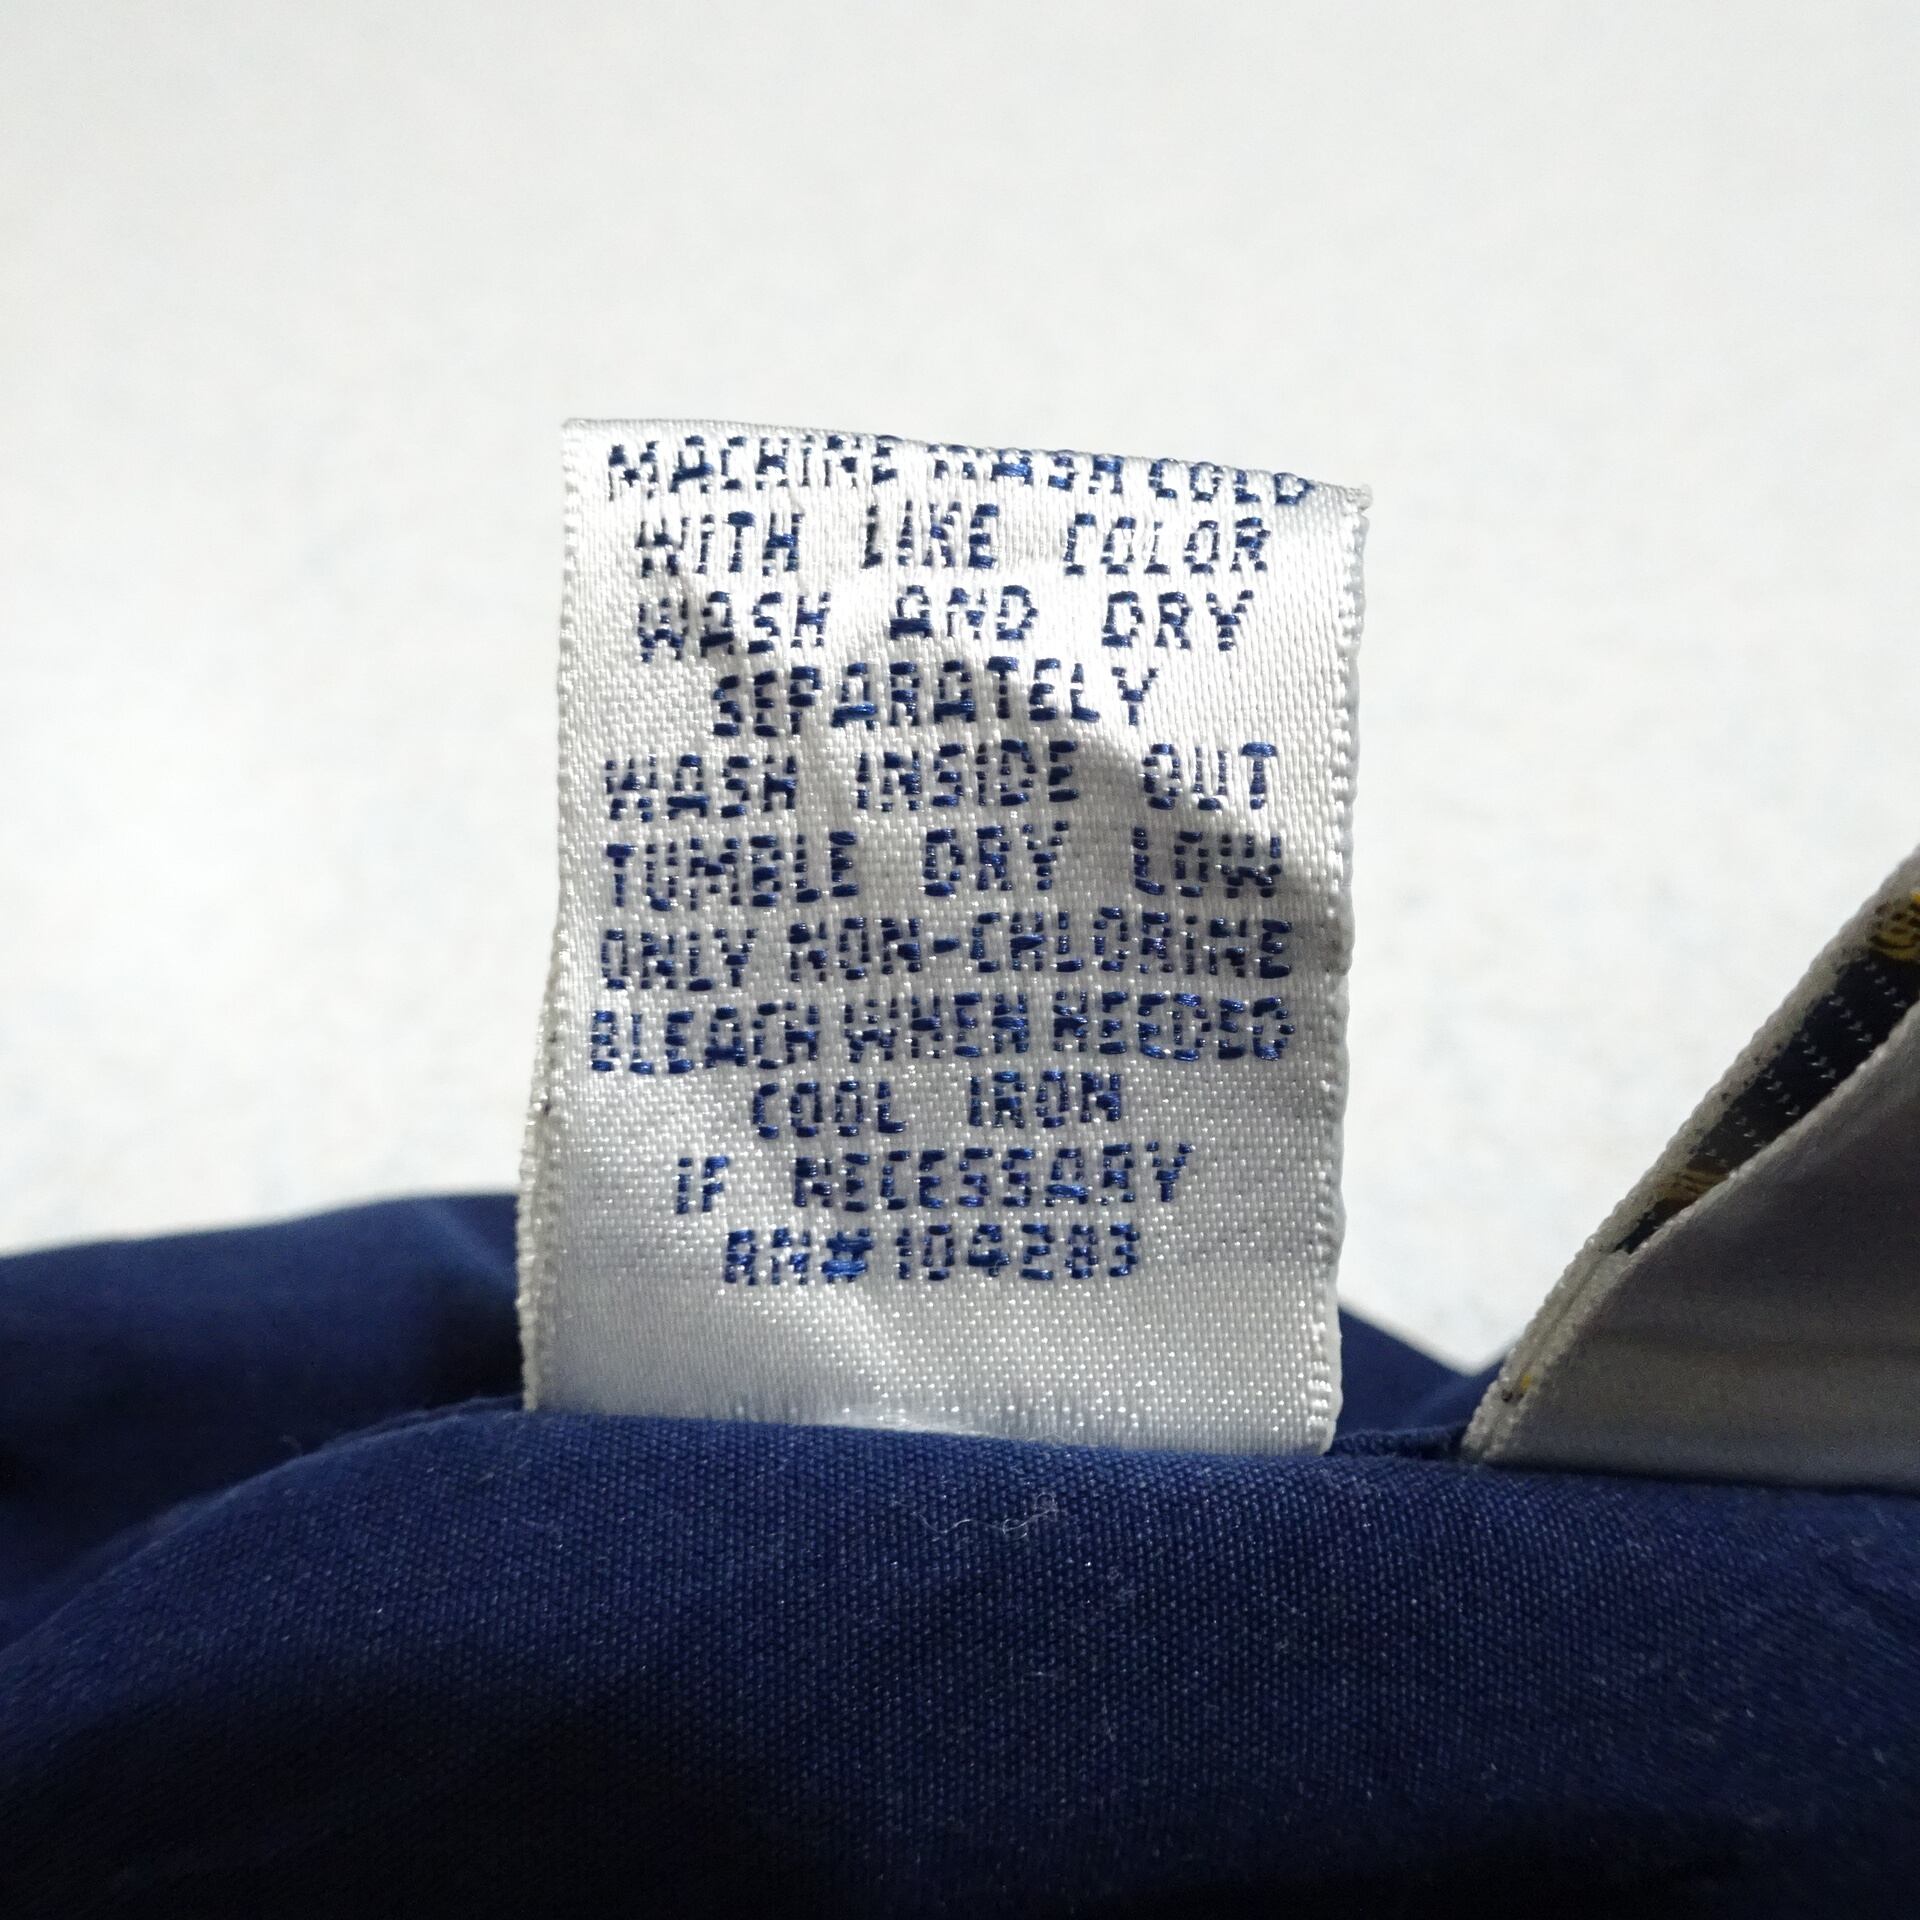 MACHINE WASH COLD
WITH LIKE COLOR
WASH AND DRY
SEPARATELY
WASH INSIDE OUT
TUMBLE DRY LOW
ONLY NON-CHLORINE
BLEACH WHEN NEEDED
COOL IRON
IF NECESSARY
RN#104283